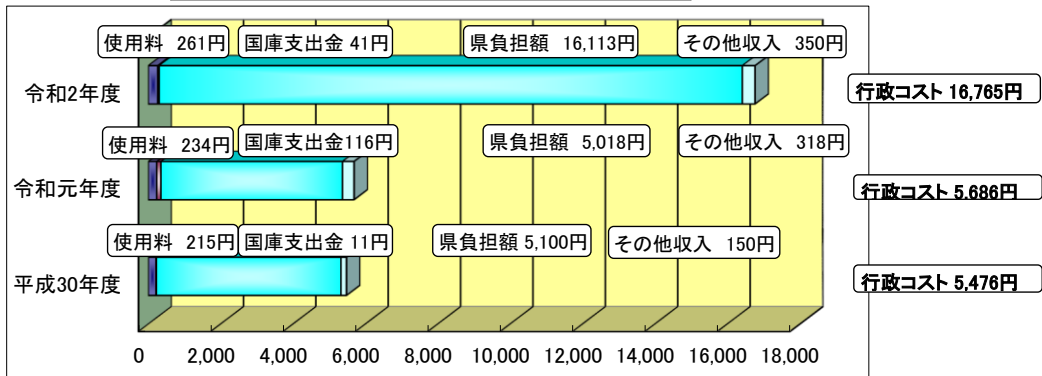 使用料 261円 国庫支出金 41円 県負担額 16,113円 その他収入 350円
令和2年度 行政コスト 16,765円
使用料 234円 国庫支出金116円 県負担額 5,018円 その他収入 318円
令和元年度 行政コスト 5,686円
使用料 215円 国庫支出金 11円 県負担額 5,100円 その他収入 150円
平成30年度 行政コスト 5,476円
0 2,000 4,000 6,000 8,000 10,000 12,000 14,000 16,000 18,000